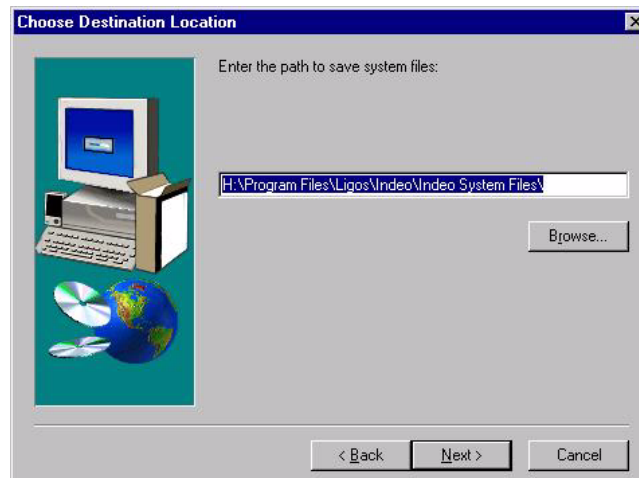 Choose Destination Location
Enter the path to save system files:
H:\Program Files\Ligos\Indeo\Indeo System Files\
Browse...
< Back
Next >
Cancel